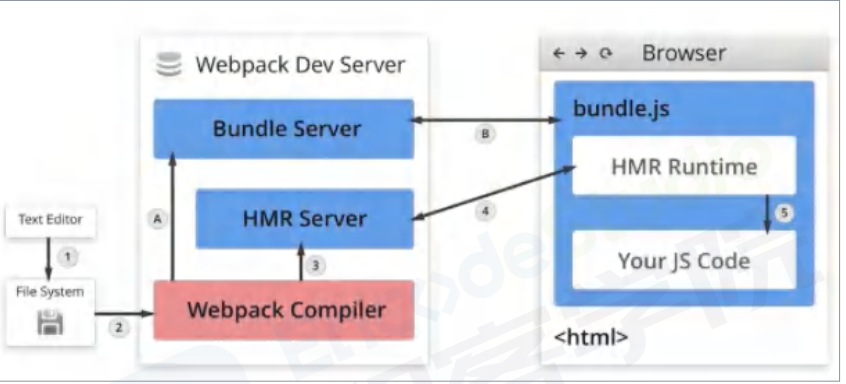 Webpack Dev Server
Browser
Bundle Server
bundle.js
B
HMR Runtime
A
HMR Server
4
5
Text Editor
1
3
Your JS Code
File System
Webpack Compiler
2
<html>